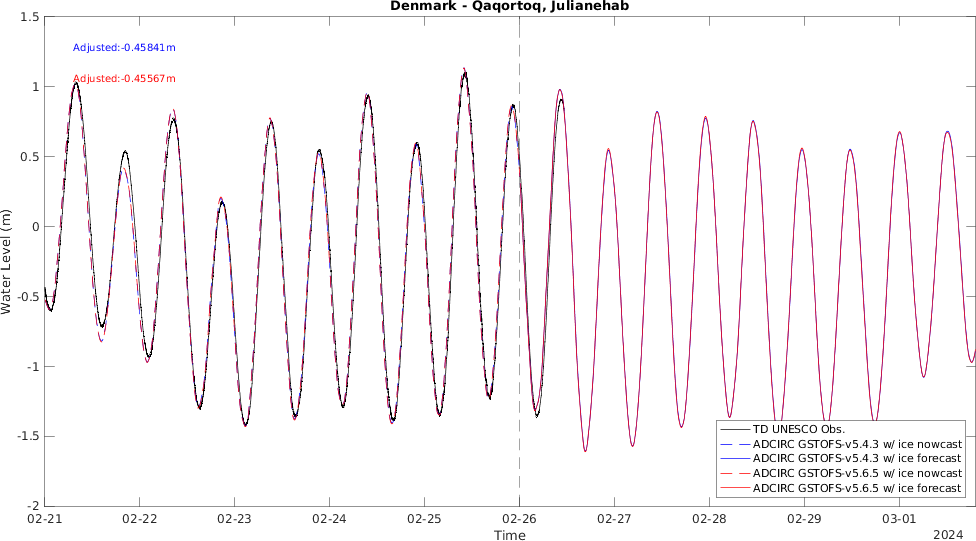 Denmark - Qaqortoq, Julianehab
1.5
Adjusted:-0.45841m
Adjusted:-0.45567m
1
0.5
0
-0.5
-1
-1.5
-2
Water Level (m)
TD UNESCO Obs.
ADCIRC GSTOFS-v5.4.3 w/ ice nowcast
ADCIRC GSTOFS-v5.4.3 w/ ice forecast
ADCIRC GSTOFS-v5.6.5 w/ ice nowcast
ADCIRC GSTOFS-v5.6.5 w/ ice forecast
02-21 02-22 02-23 02-24 02-25 02-26 02-27 02-28 02-29 03-01
Time
2024